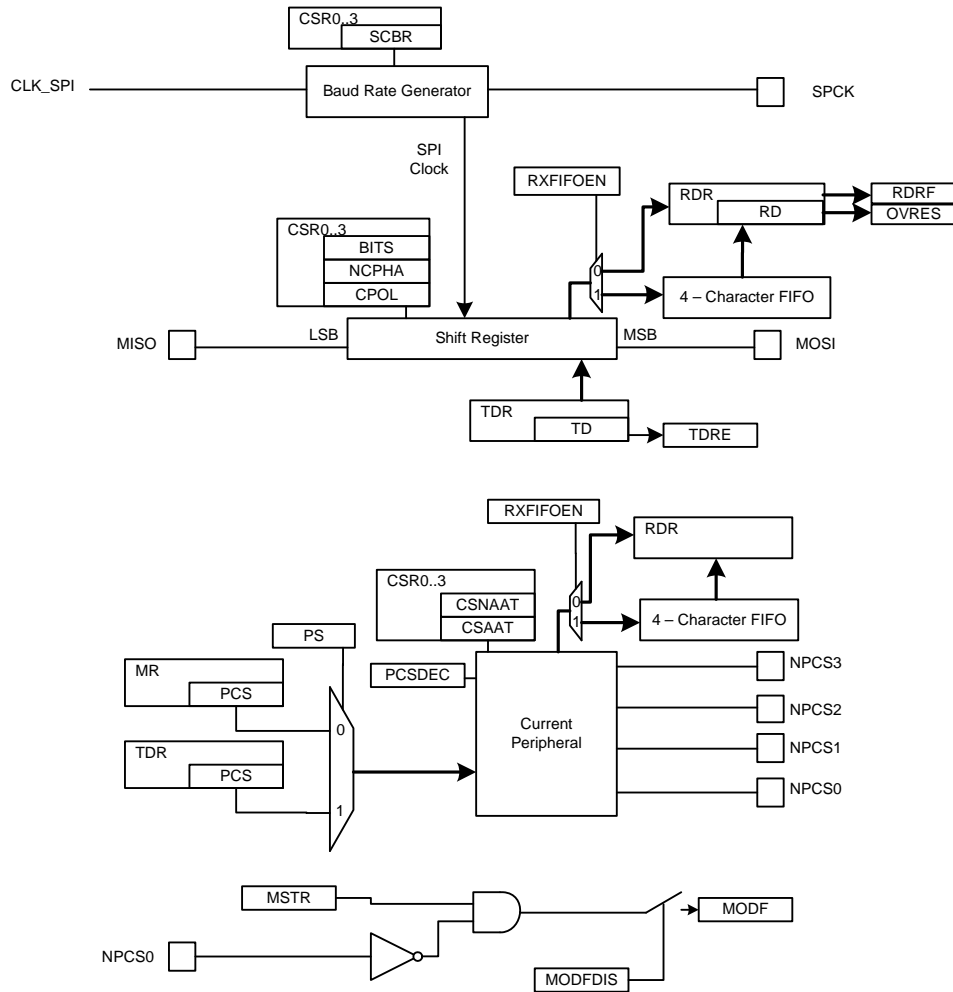 CSR0..3
SCBR
CLK_SPI
Baud Rate Generator
SPCK
SPI
Clock
RXFIFOEN
RDR
RD
RDRF
OVRES
CSR0..3
BITS
NCPHA
CPOL
0
1
4 – Character FIFO
MISO
LSB
Shift Register
MSB
MOSI
TDR
TD
TDRE
RXFIFOEN
RDR
CSR0..3
CSNAAT
CSAAT
0
1
4 – Character FIFO
PS
MR
PCS
PCSDEC
NPCS3
0
Current
Peripheral
NPCS2
TDR
PCS
NPCS1
1
NPCS0
MSTR
MODF
NPCS0
MODFDIS